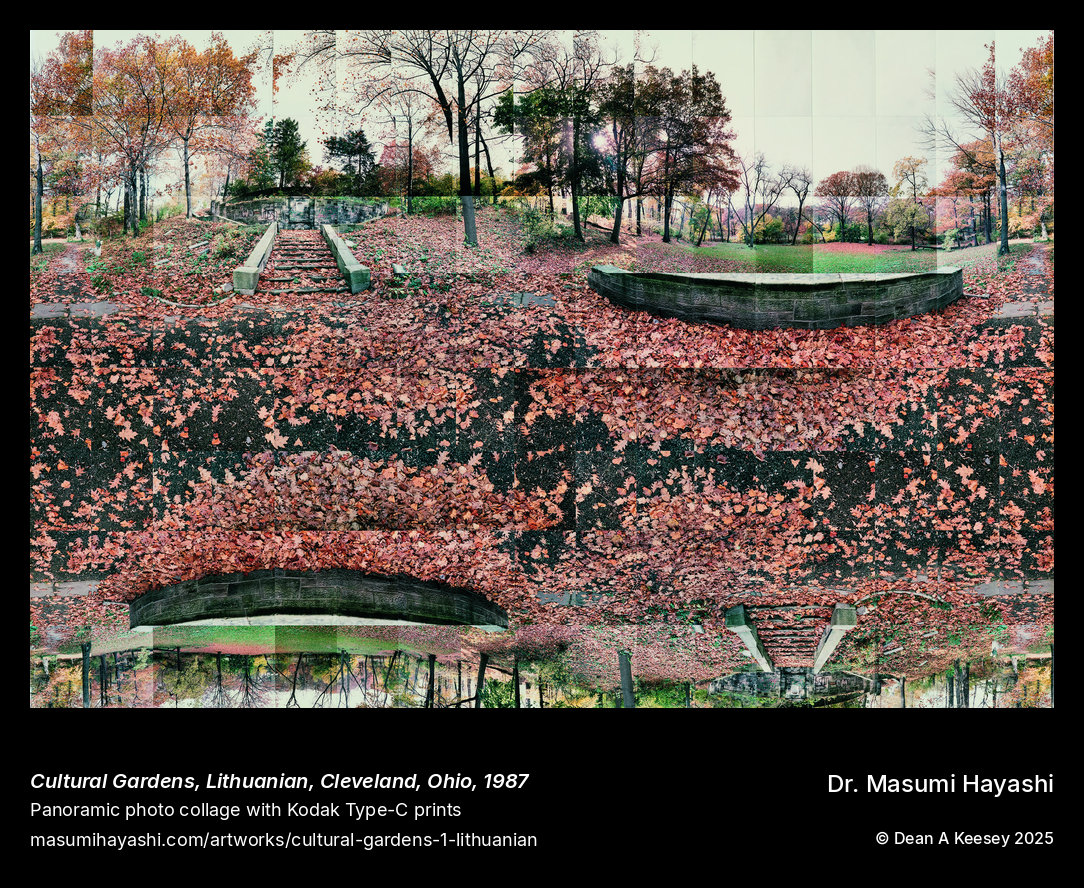 Cultural Gardens, Lithuanian, Cleveland, Ohio, 1987
Panoramic photo collage with Kodak Type-C prints
masumihayashi.com/artworks/cultural-gardens-1-lithuanian
Dr. Masumi Hayashi
© Dean A Keesey 2025